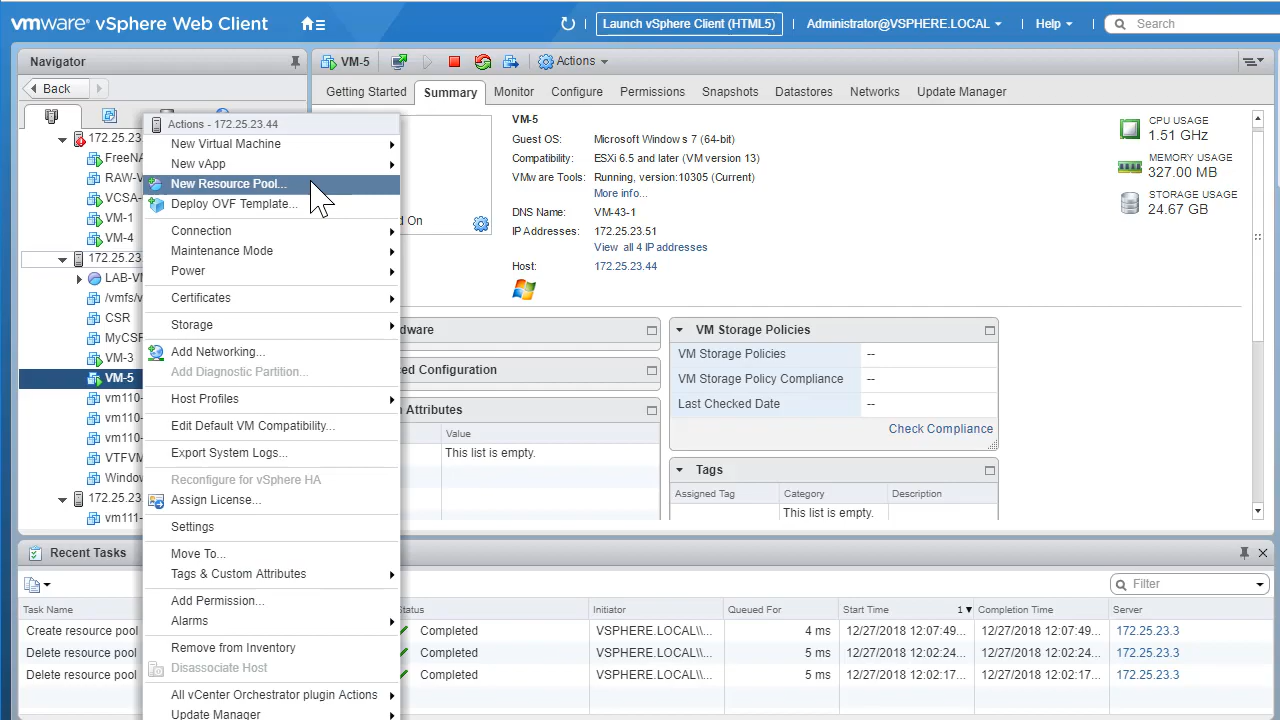 vmware® vSphere Web Client
Launch vSphere Client (HTML5)
Administrator@VSPHERE.LOCAL
Help
Search
Navigator
Back
172.25.23
FreeNA
RAW-V
VCSA-
VM-1
VM-4
172.25.23
LAB-VM
/vmfs/v
CSR
MyCSR
VM-3
VM-5
vm110-
vm110-
vm110-
VTFVM
Window
172.25.23
vm111-
Actions - 172.25.23.44
New Virtual Machine
New vApp
New Resource Pool...
Deploy OVF Template...
Connection
Maintenance Mode
Power
Certificates
Storage
Add Networking...
Add Diagnostic Partition...
Host Profiles
Edit Default VM Compatibility...
Export System Logs...
Reconfigure for vSphere HA
Assign License...
Settings
Move To...
Tags & Custom Attributes
Add Permission...
Alarms
Remove from Inventory
Disassociate Host
All vCenter Orchestrator plugin Actions
Update Manager
VM-5
Actions
Getting Started Summary Monitor Configure Permissions Snapshots Datastores Networks Update Manager
VM-5
Guest OS: Microsoft Windows 7 (64-bit)
Compatibility: ESXi 6.5 and later (VM version 13)
VMware Tools: Running, version:10305 (Current)
More info...
DNS Name: VM-43-1
IP Addresses: 172.25.23.51
View all 4 IP addresses
Host: 172.25.23.44
d On
CPU USAGE
1.51 GHz
MEMORY USAGE
327.00 MB
STORAGE USAGE
24.67 GB
dware
ced Configuration
Attributes
Value
This list is empty.
VM Storage Policies
VM Storage Policies --
VM Storage Policy Compliance --
Last Checked Date --
Check Compliance
Tags
Assigned Tag Category Description
This list is empty.
Recent Tasks
Filter
Task Name Status Initiator Queued For Start Time 1 Completion Time Server
Create resource pool Completed VSPHERE.LOCAL\\... 4 ms 12/27/2018 12:07:49... 12/27/2018 12:07:49... 172.25.23.3
Delete resource pool Completed VSPHERE.LOCAL\\... 5 ms 12/27/2018 12:02:24... 12/27/2018 12:02:24... 172.25.23.3
Delete resource pool Completed VSPHERE.LOCAL\\... 5 ms 12/27/2018 12:02:17... 12/27/2018 12:02:17... 172.25.23.3